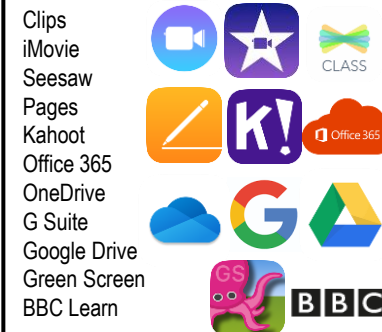 Clips
iMovie
Seesaw
Pages
Kahoot
Office 365
OneDrive
G Suite
Google Drive
Green Screen
BBC Learn
CLASS
K!
Office 365
G
GS
BBC